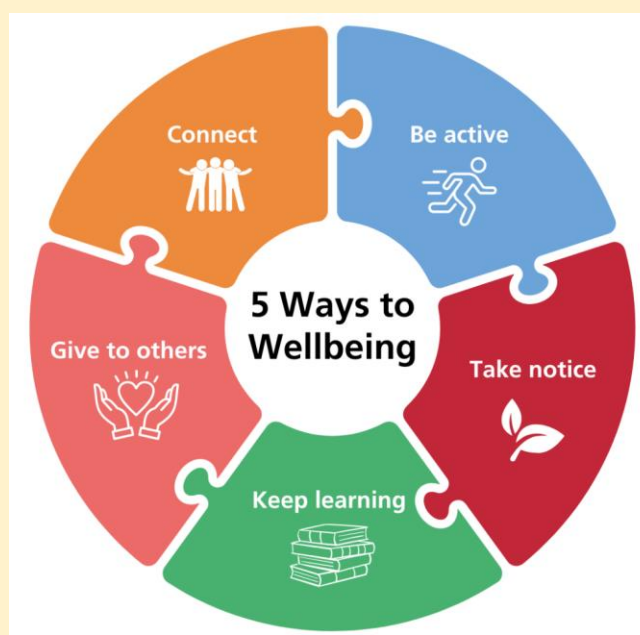 Connect
Be active
5 Ways to
Wellbeing
Give to others
Take notice
Keep learning